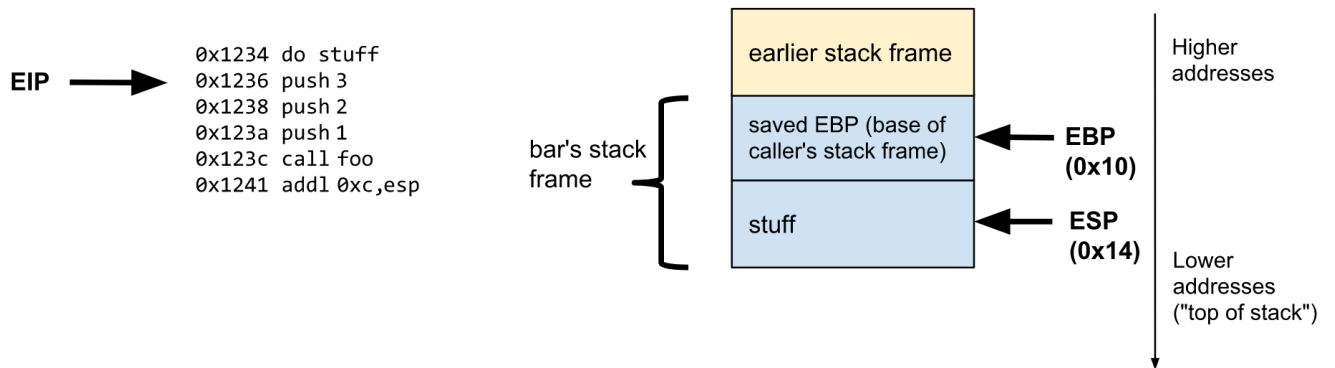 EIP
0x1234 do stuff
0x1236 push 3
0x1238 push 2
0x123a push 1
0x123c call foo
0x1241 addl 0xc,esp
bar's stack
frame
earlier stack frame
saved EBP (base of
caller's stack frame)
stuff
EBP
(0x10)
ESP
(0x14)
Higher
addresses
Lower
addresses
("top of stack")